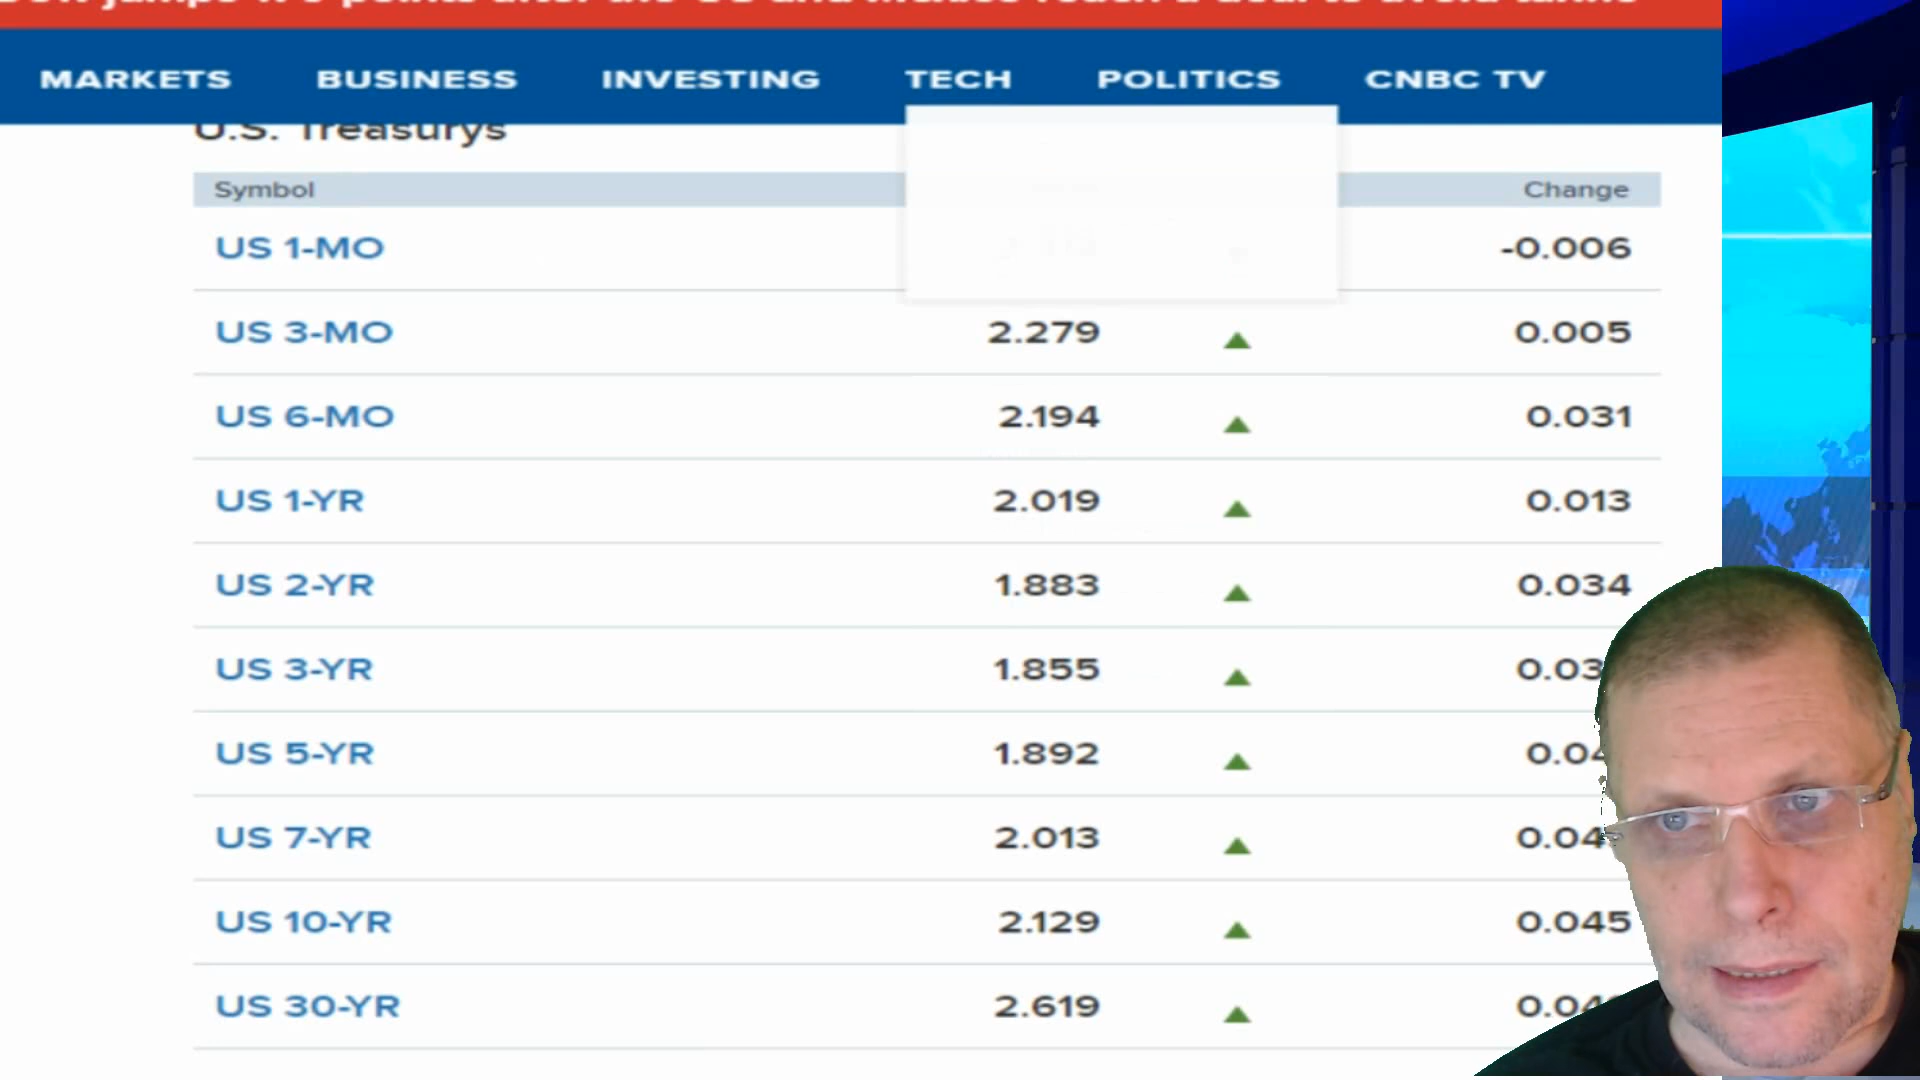 MARKETS BUSINESS INVESTING TECH POLITICS CNBC TV
U.S. Treasurys
Symbol Change
US 1-MO -0.006
US 3-MO 2.279 0.005
US 6-MO 2.194 0.031
US 1-YR 2.019 0.013
US 2-YR 1.883 0.034
US 3-YR 1.855
US 5-YR 1.892
US 7-YR 2.013
US 10-YR 2.129 0.045
US 30-YR 2.619